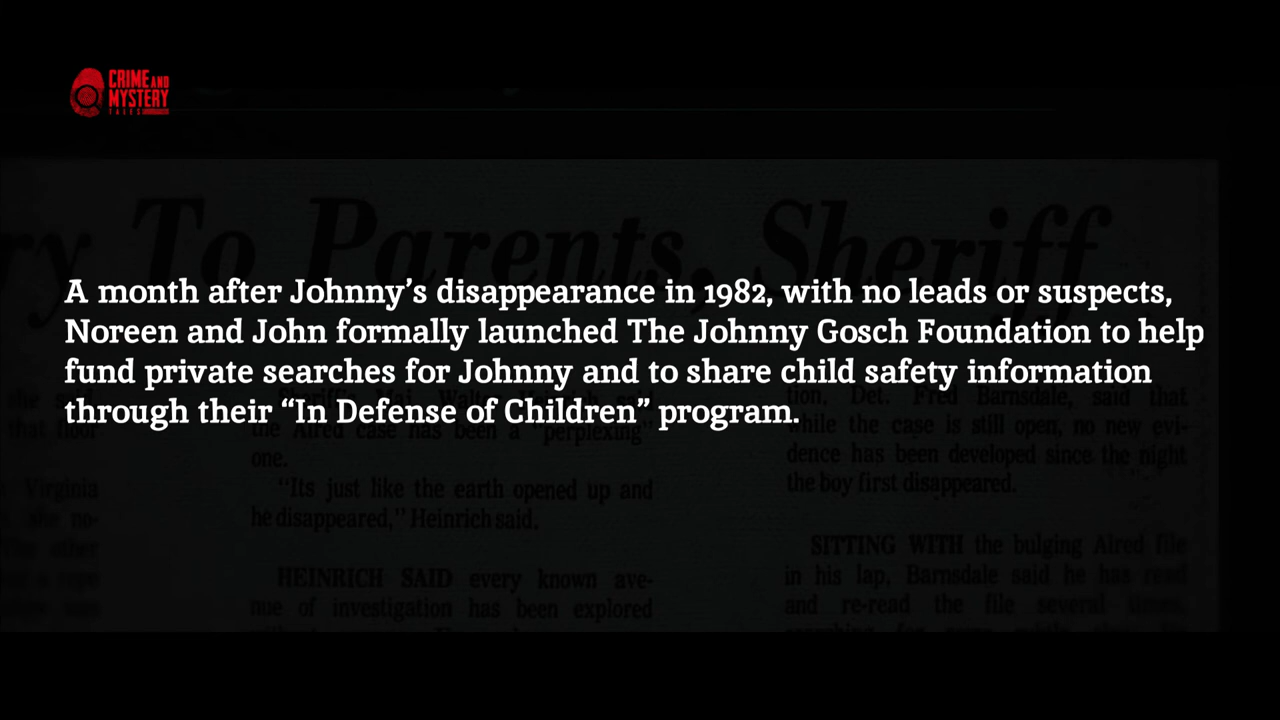 CRIME AND
MYSTERY
TALES
ry To Parents, Sheriff
A month after Johnny’s disappearance in 1982, with no leads or suspects,
Noreen and John formally launched The Johnny Gosch Foundation to help
fund private searches for Johnny and to share child safety information
through their “In Defense of Children” program.
the Alred case has been a "perplexing"
one.
"Its just like the earth opened up and
he disappeared," Heinrich said.
HEINRICH SAID every known ave-
nue of investigation has been explored
tion, Det. Fred Barnsdale, said that
while the case is still open, no new evi-
dence has been developed since the night
the boy first disappeared.
SITTING WITH the bulging Alred file
in his lap, Barnsdale said he has read
and re-read the file several times,
that floor
Virginia
she no-